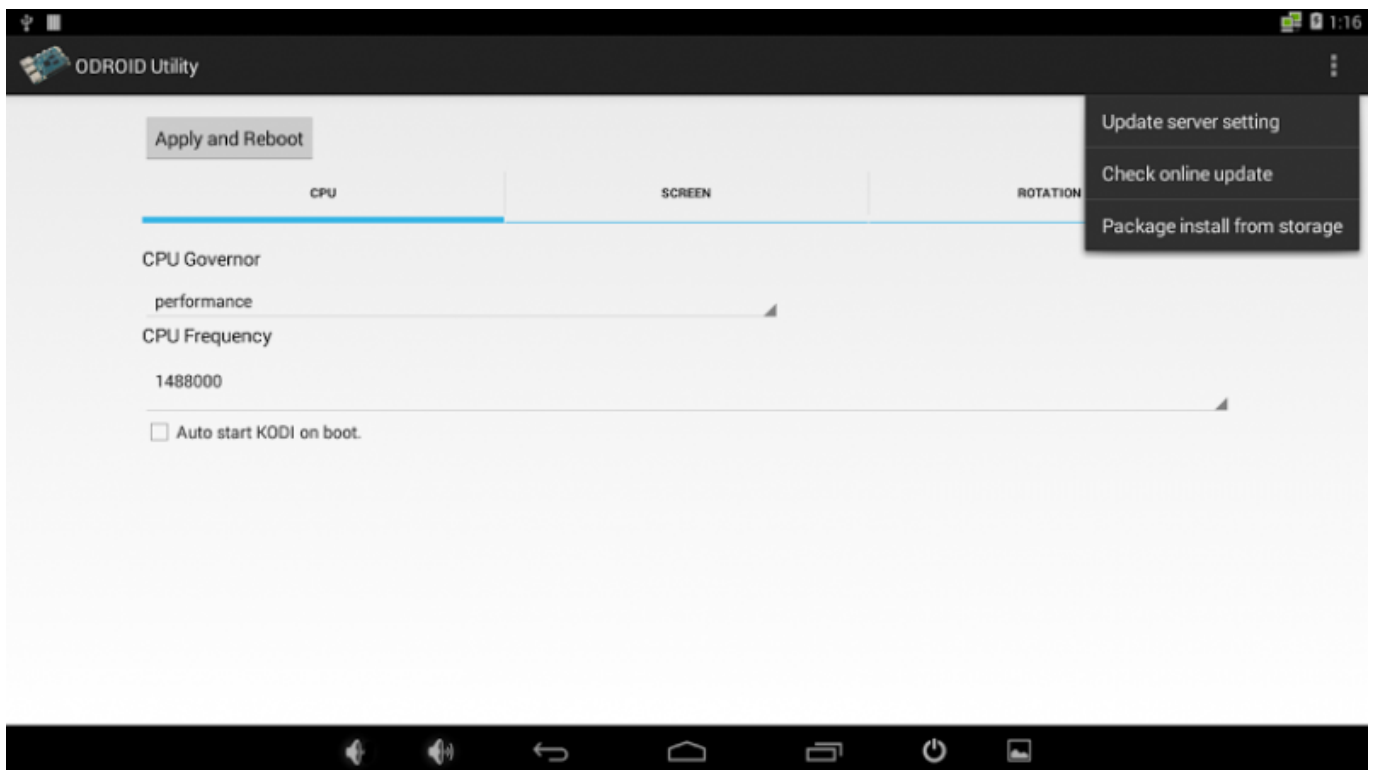 1:16
ODROID Utility
Update server setting
Check online update
Package install from storage
Apply and Reboot
CPU
SCREEN
ROTATION
CPU Governor
performance
CPU Frequency
1488000
Auto start KODI on boot.